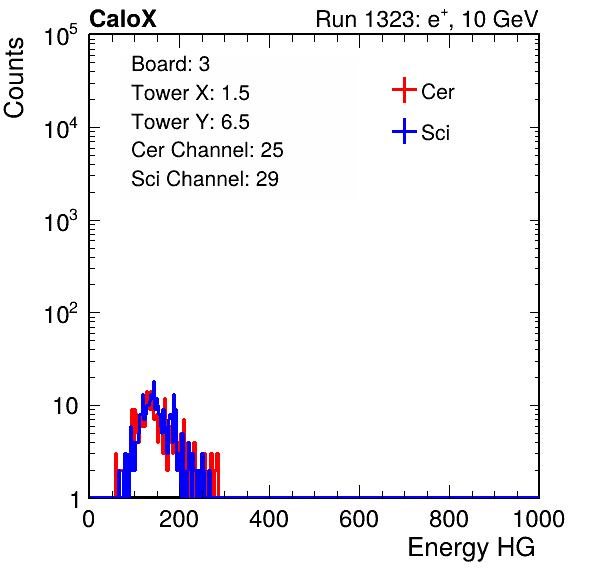 CaloX Run 1323: e⁺, 10 GeV
Counts
10⁵
10⁴
10³
10²
10
1
Board: 3
Tower X: 1.5
Tower Y: 6.5
Cer Channel: 25
Sci Channel: 29
Cer
Sci
0 200 400 600 800 1000
Energy HG